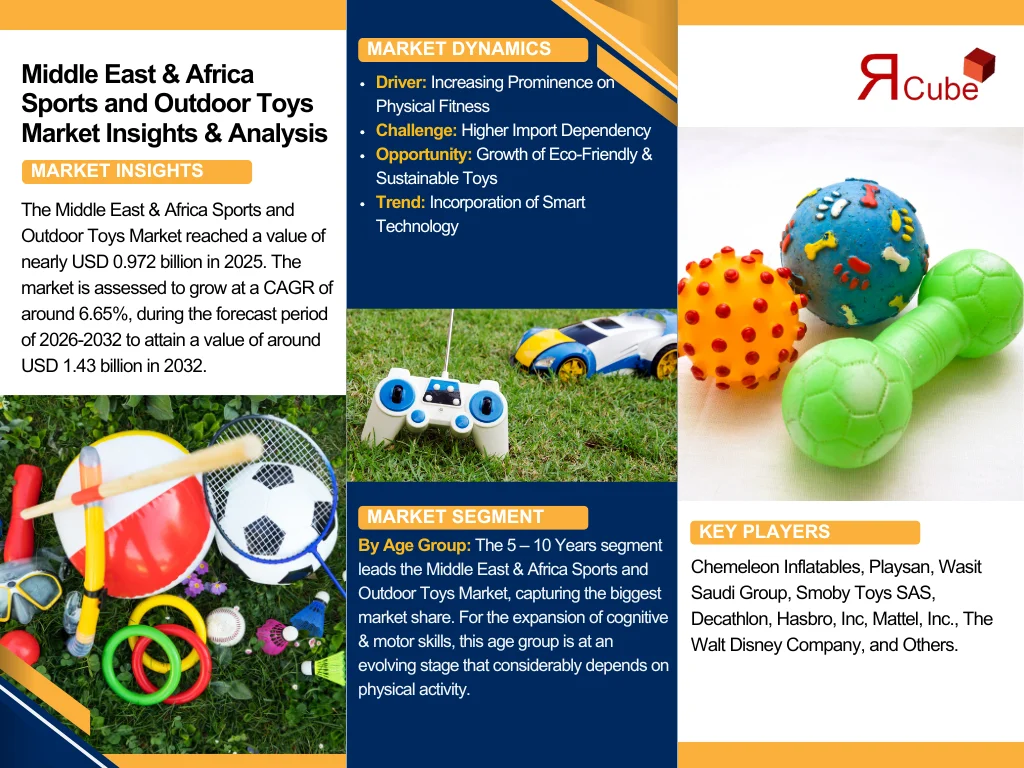 Middle East & Africa
Sports and Outdoor Toys
Market Insights & Analysis
MARKET INSIGHTS
The Middle East & Africa Sports and
Outdoor Toys Market reached a value of
nearly USD 0.972 billion in 2025. The
market is assessed to grow at a CAGR of
around 6.65%, during the forecast period
of 2026-2032 to attain a value of around
USD 1.43 billion in 2032.
MARKET DYNAMICS
• Driver: Increasing Prominence on
Physical Fitness
• Challenge: Higher Import Dependency
• Opportunity: Growth of Eco-Friendly &
Sustainable Toys
• Trend: Incorporation of Smart
Technology
MARKET SEGMENT
By Age Group: The 5 – 10 Years segment
leads the Middle East & Africa Sports and
Outdoor Toys Market, capturing the biggest
market share. For the expansion of cognitive
& motor skills, this age group is at an
evolving stage that considerably depends on
physical activity.
ЯCube
KEY PLAYERS
Chemeleon Inflatables, Playsan, Wasit
Saudi Group, Smoby Toys SAS,
Decathlon, Hasbro, Inc, Mattel, Inc., The
Walt Disney Company, and Others.